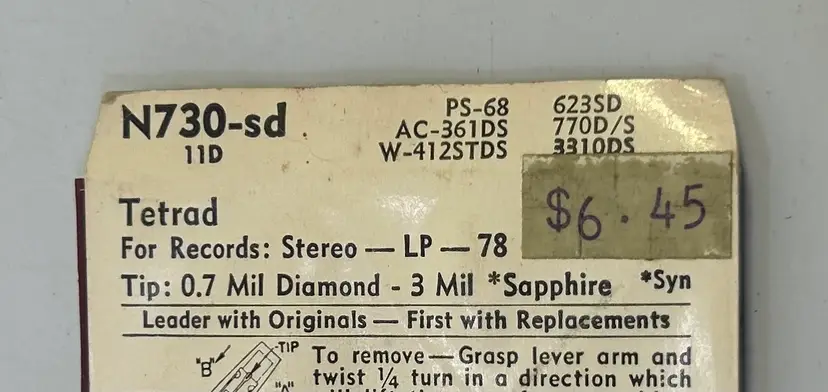 N730-sd
11D
PS-68 623SD
AC-361DS 770D/S
W-412STDS 3310DS
$6.45
Tetrad
For Records: Stereo — LP — 78
Tip: 0.7 Mil Diamond - 3 Mil *Sapphire *Syn
Leader with Originals — First with Replacements
"B" TIP
"A"
To remove — Grasp lever arm and
twist ¼ turn in a direction which